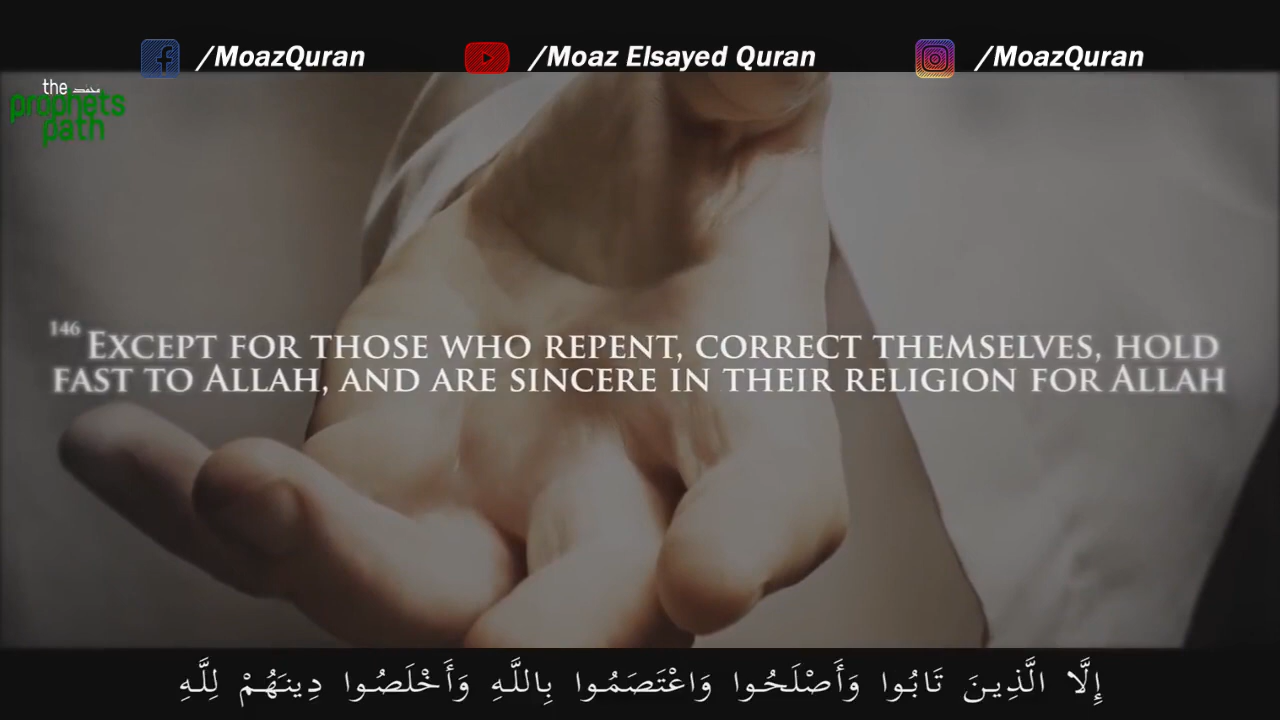 /MoazQuran
/Moaz Elsayed Quran
/MoazQuran
the
prophets
path
146 EXCEPT FOR THOSE WHO REPENT, CORRECT THEMSELVES, HOLD
FAST TO ALLAH, AND ARE SINCERE IN THEIR RELIGION FOR ALLAH
إِلَّا الَّذِينَ تَابُوا وَأَصْلَحُوا وَاعْتَصَمُوا بِاللَّهِ وَأَخْلَصُوا دِينَهُمْ لِلَّهِ